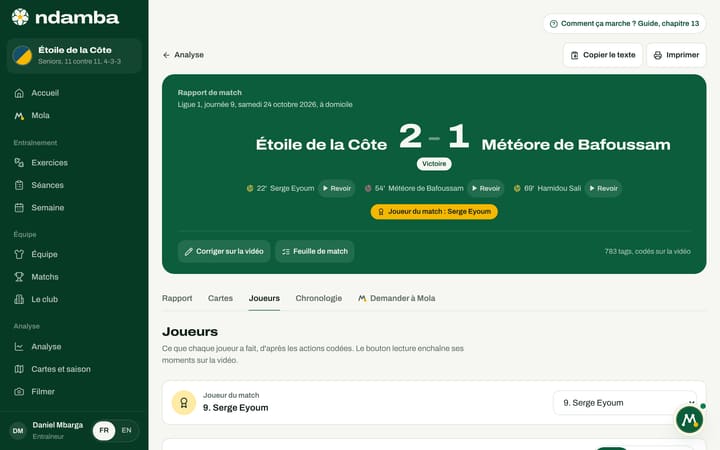 ndamba
Étoile de la Côte
Seniors, 11 contre 11, 4-3-3
Accueil
Mola
Entraînement
Exercices
Séances
Semaine
Équipe
Équipe
Matchs
Le club
Analyse
Analyse
Cartes et saison
Filmer
DM
Daniel Mbarga
Entraîneur
FR
EN
Comment ça marche ? Guide, chapitre 13
Analyse
Copier le texte
Imprimer
Rapport de match
Ligue 1, journée 9, samedi 24 octobre 2026, à domicile
Étoile de la Côte 2 - 1 Météore de Bafoussam
Victoire
22' Serge Eyoum Revoir 54' Météore de Bafoussam Revoir 69' Hamidou Sali Revoir
Joueur du match : Serge Eyoum
Corriger sur la vidéo Feuille de match 783 tags, codés sur la vidéo
Rapport Cartes Joueurs Chronologie Demander à Mola
Joueurs
Ce que chaque joueur a fait, d'après les actions codées. Le bouton lecture enchaîne ses
moments sur la vidéo.
Joueur du match
9. Serge Eyoum
9. Serge Eyoum